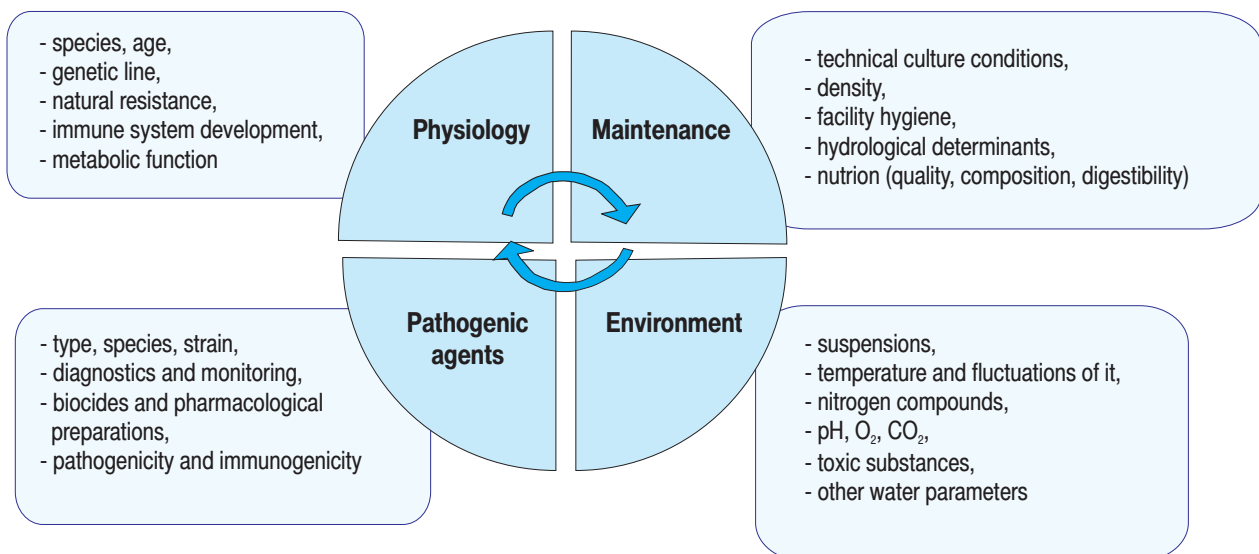 - species, age,
- genetic line,
- natural resistance,
- immune system development,
- metabolic function
Physiology
Maintenance
- technical culture conditions,
- density,
- facility hygiene,
- hydrological determinants,
- nutrion (quality, composition, digestibility)
- type, species, strain,
- diagnostics and monitoring,
- biocides and pharmacological
preparations,
- pathogenicity and immunogenicity
Pathogenic
agents
Environment
- suspensions,
- temperature and fluctuations of it,
- nitrogen compounds,
- pH, O₂, CO₂,
- toxic substances,
- other water parameters